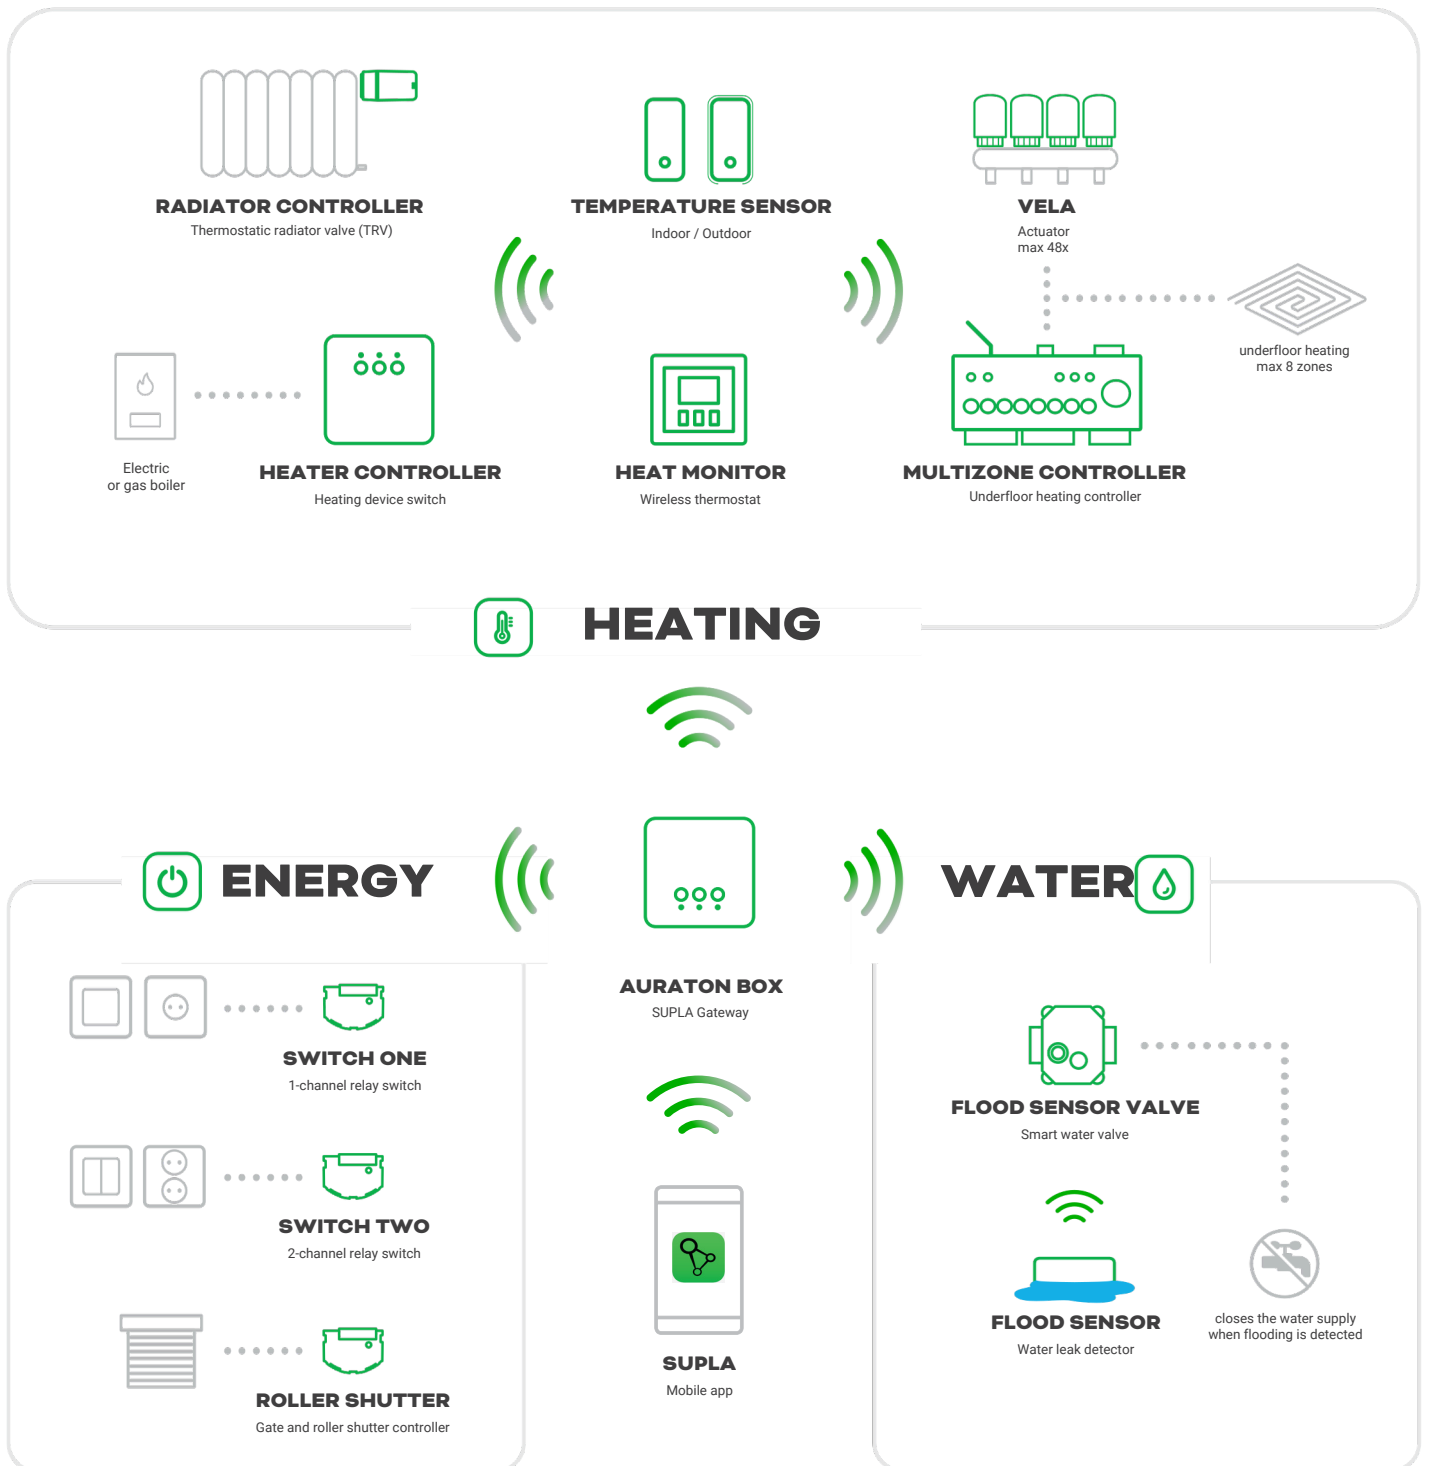 RADIATOR CONTROLLER
Thermostatic radiator valve (TRV)
TEMPERATURE SENSOR
Indoor / Outdoor
VELA
Actuator
max 48x
underfloor heating
max 8 zones
Electric
or gas boiler
HEATER CONTROLLER
Heating device switch
HEAT MONITOR
Wireless thermostat
MULTIZONE CONTROLLER
Underfloor heating controller
HEATING
ENERGY
WATER
AURATON BOX
SUPLA Gateway
SWITCH ONE
1-channel relay switch
SWITCH TWO
2-channel relay switch
ROLLER SHUTTER
Gate and roller shutter controller
SUPLA
Mobile app
FLOOD SENSOR VALVE
Smart water valve
FLOOD SENSOR
Water leak detector
closes the water supply
when flooding is detected